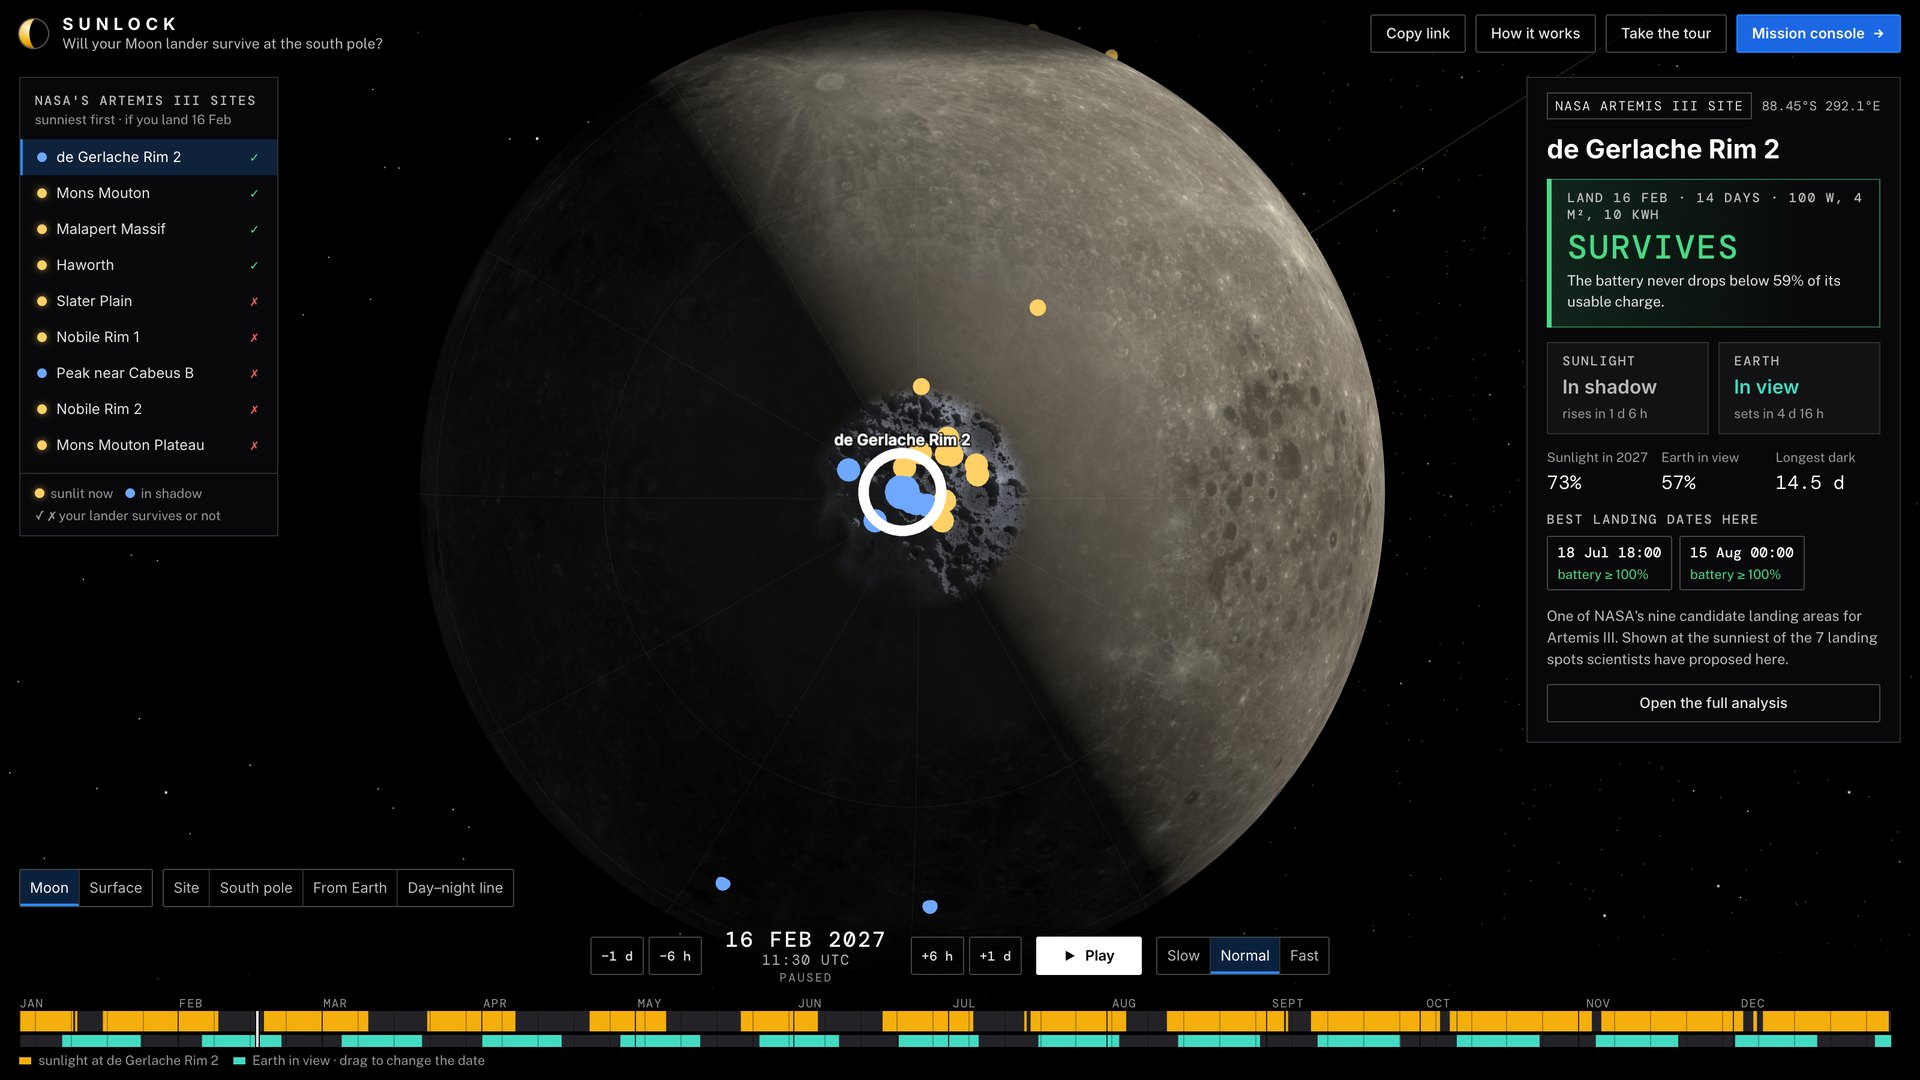 SUNLOCK
Will your Moon lander survive at the south pole?
Copy link
How it works
Take the tour
Mission console →
NASA'S ARTEMIS III SITES
sunniest first · if you land 16 Feb
de Gerlache Rim 2 ✓
Mons Mouton ✓
Malapert Massif ✓
Haworth ✓
Slater Plain ✗
Nobile Rim 1 ✗
Peak near Cabeus B ✗
Nobile Rim 2 ✗
Mons Mouton Plateau ✗
sunlit now in shadow
✓ ✗ your lander survives or not
de Gerlache Rim 2
NASA ARTEMIS III SITE 88.45°S 292.1°E
de Gerlache Rim 2
LAND 16 FEB · 14 DAYS · 100 W, 4
M², 10 KWH
SURVIVES
The battery never drops below 59% of its
usable charge.
SUNLIGHT
In shadow
rises in 1 d 6 h
EARTH
In view
sets in 4 d 16 h
Sunlight in 2027 Earth in view Longest dark
73% 57% 14.5 d
BEST LANDING DATES HERE
18 Jul 18:00
battery ≥ 100%
15 Aug 00:00
battery ≥ 100%
One of NASA's nine candidate landing areas for
Artemis III. Shown at the sunniest of the 7 landing
spots scientists have proposed here.
Open the full analysis
Moon Surface Site South pole From Earth Day–night line
−1 d −6 h
16 FEB 2027
11:30 UTC
PAUSED
+6 h +1 d
▶ Play
Slow Normal Fast
JAN FEB MAR APR MAY JUN JUL AUG SEPT OCT NOV DEC
sunlight at de Gerlache Rim 2 Earth in view · drag to change the date